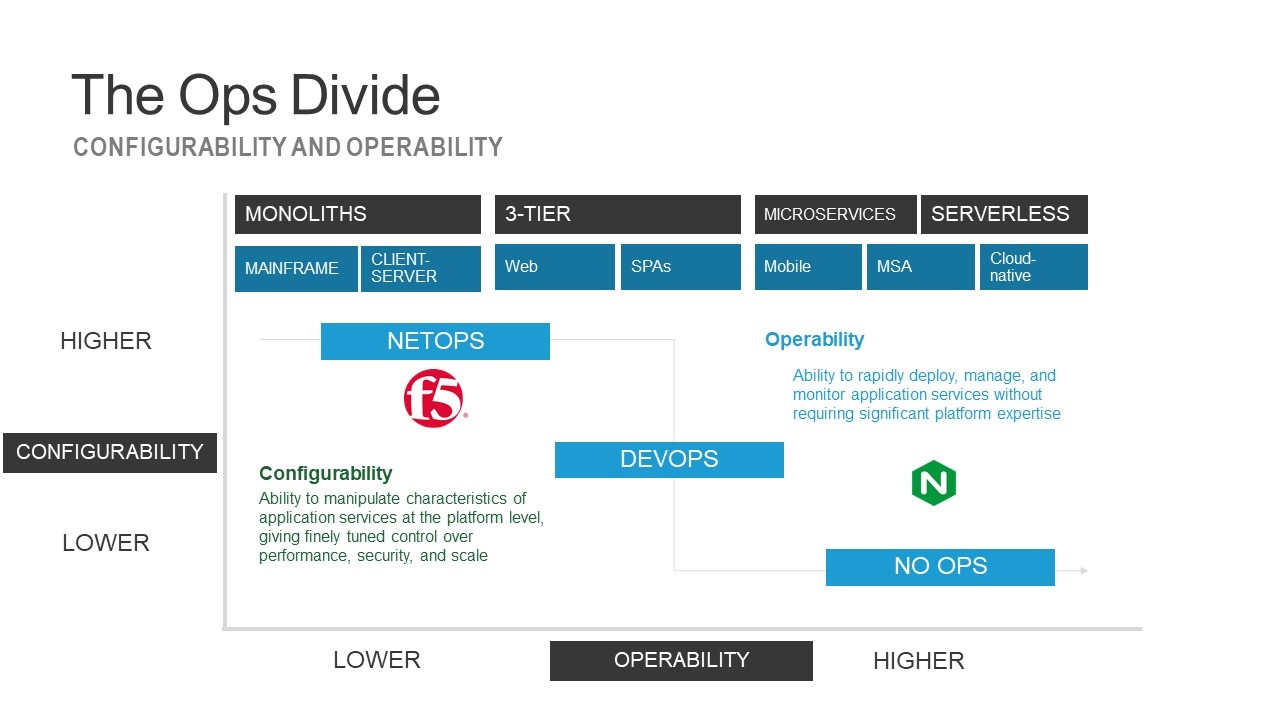 The Ops Divide
CONFIGURABILITY AND OPERABILITY
MONOLITHS
3-TIER
MICROSERVICES
SERVERLESS
MAINFRAME
CLIENT-
SERVER
Web
SPAs
Mobile
MSA
Cloud-
native
HIGHER
NETOPS
f5
®
Operability
Ability to rapidly deploy, manage, and
monitor application services without
requiring significant platform expertise
CONFIGURABILITY
DEVOPS
Configurability
Ability to manipulate characteristics of
application services at the platform level,
giving finely tuned control over
performance, security, and scale
N
LOWER
NO OPS
LOWER
OPERABILITY
HIGHER